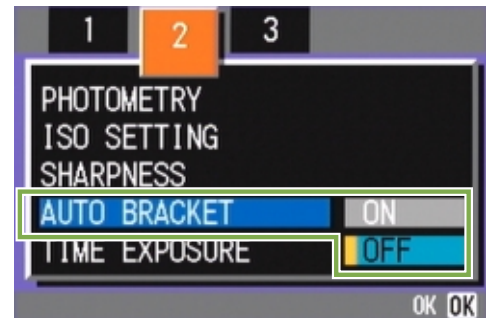 1 2 3
PHOTOMETRY
ISO SETTING
SHARPNESS
AUTO BRACKET ON
TIME EXPOSURE OFF
OK OK